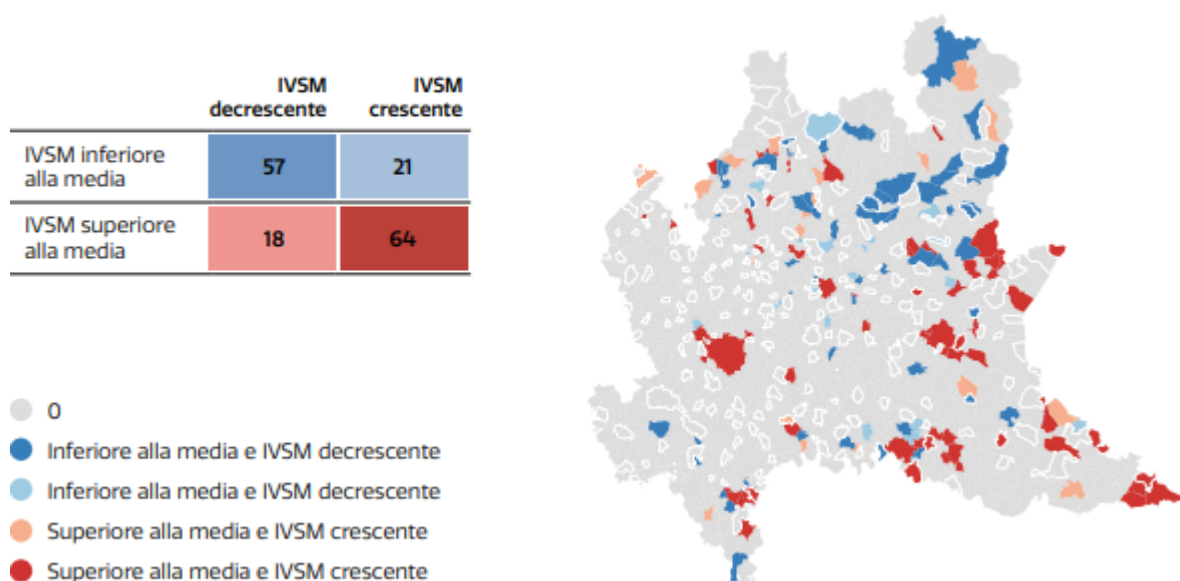 IVSM decrescente
IVSM crescente
IVSM inferiore alla media
57
21
IVSM superiore alla media
18
64
0
Inferiore alla media e IVSM decrescente
Inferiore alla media e IVSM decrescente
Superiore alla media e IVSM crescente
Superiore alla media e IVSM crescente